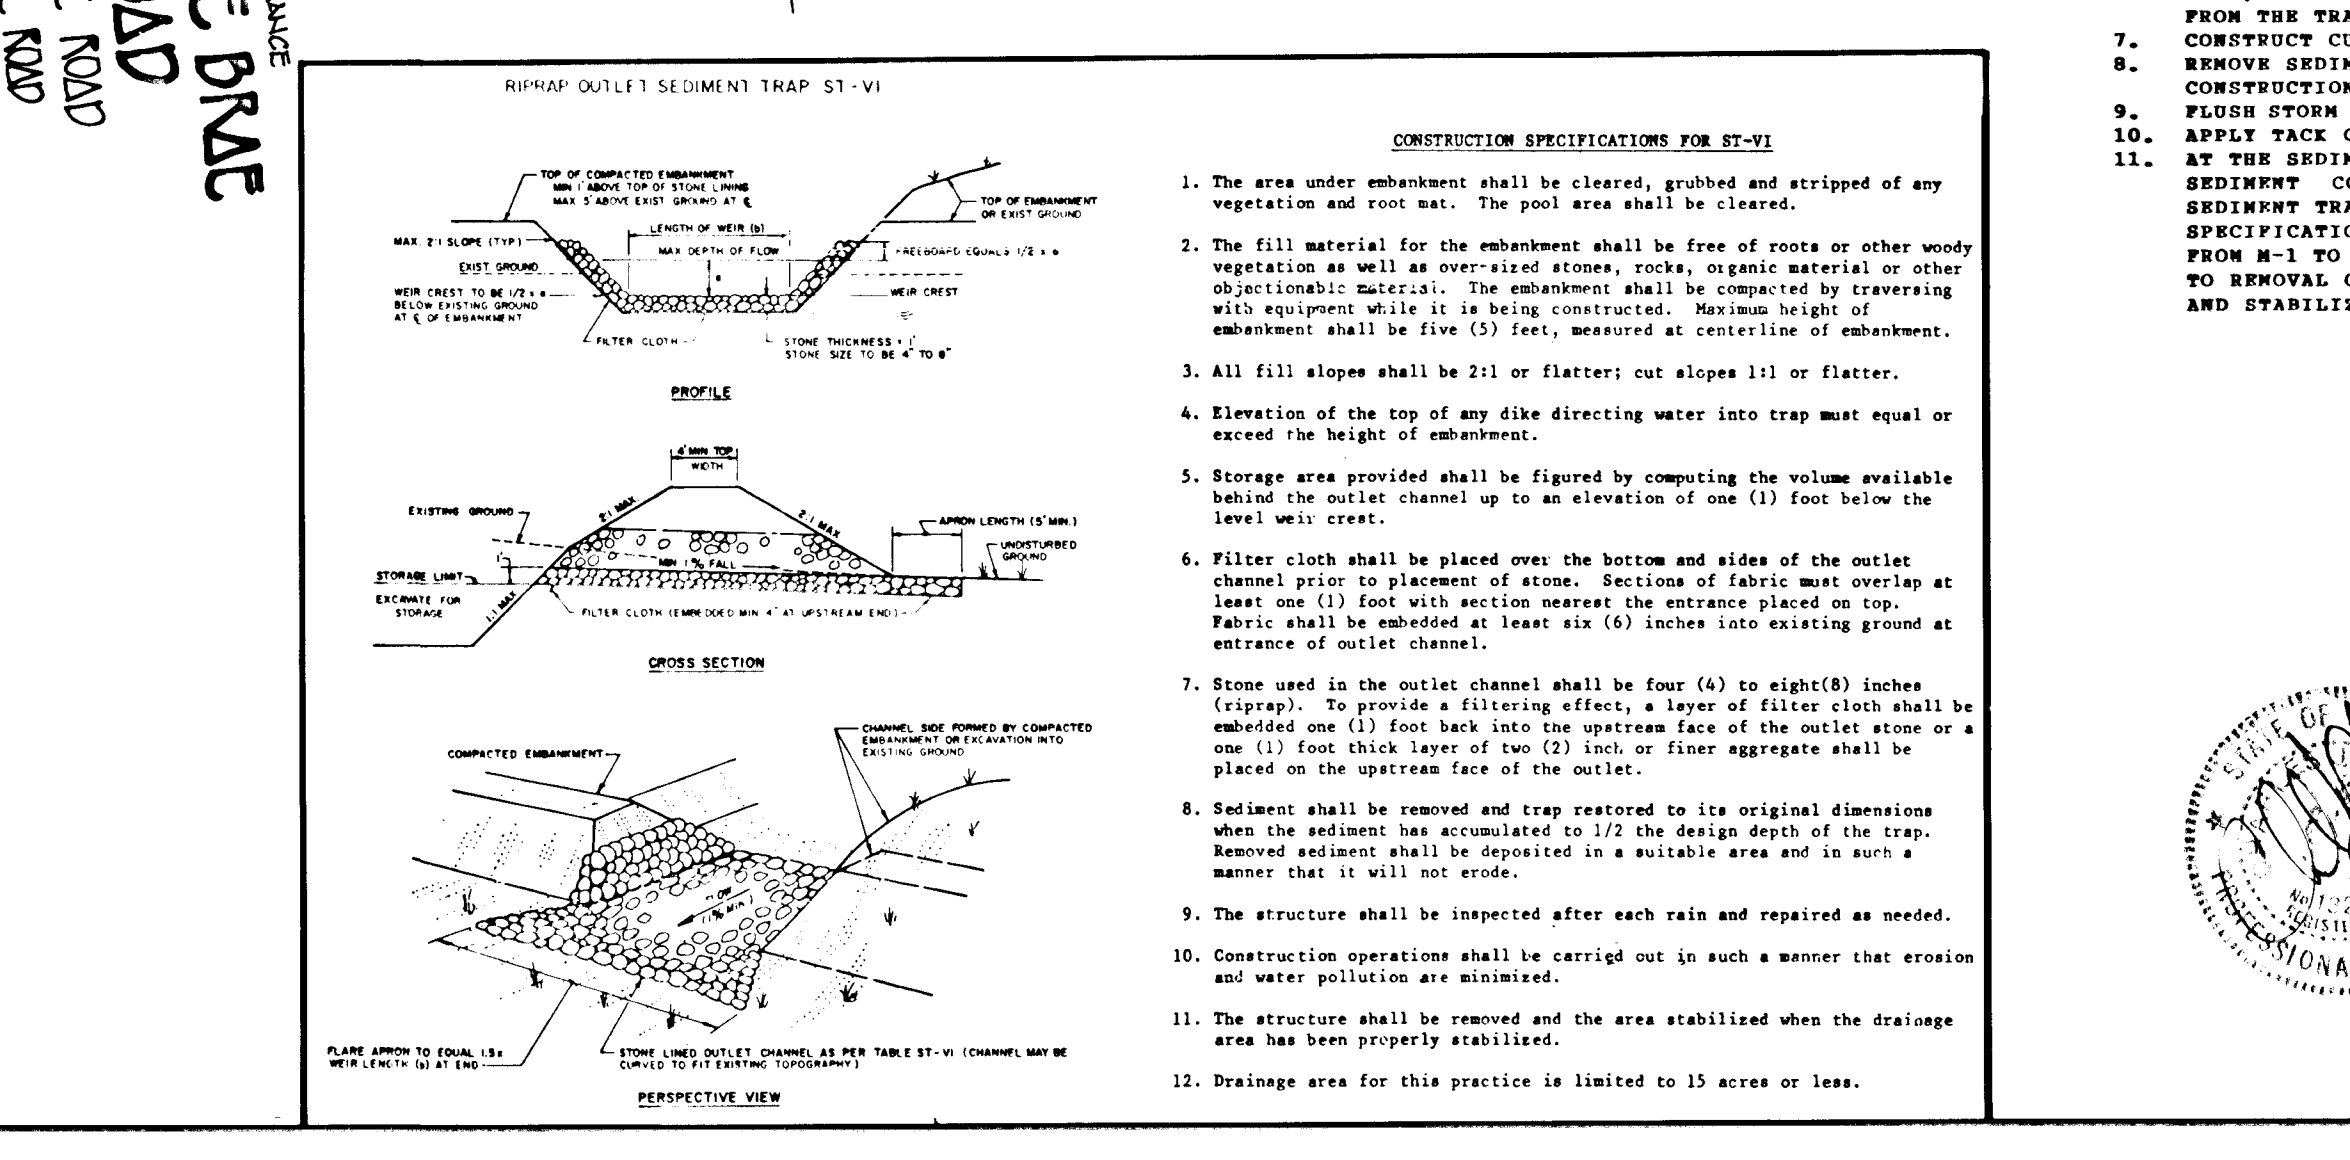 ANCE
E BRAE
ROAD
ROAD
ROAD
RIPRAP OUTLET SEDIMENT TRAP ST-VI
TOP OF COMPACTED EMBANKMENT
MIN 1' ABOVE TOP OF STONE LINING
MAX 5' ABOVE EXIST GROUND AT ℄
TOP OF EMBANKMENT
OR EXIST GROUND
LENGTH OF WEIR (b)
MAX. 2:1 SLOPE (TYP)
MAX DEPTH OF FLOW
FREEBOARD EQUALS 1/2 x e
EXIST. GROUND
e
WEIR CREST TO BE 1/2 x e
BELOW EXISTING GROUND
AT ℄ OF EMBANKMENT
WEIR CREST
FILTER CLOTH
STONE THICKNESS = 1'
STONE SIZE TO BE 4" TO 8"
PROFILE
4' MIN TOP
WIDTH
EXISTING GROUND
2:1 MAX.
2:1 MAX
APRON LENGTH (5' MIN.)
UNDISTURBED
GROUND
1'
MIN 1% FALL
STORAGE LIMIT
EXCAVATE FOR
STORAGE
1:1 MAX
FILTER CLOTH (EMBEDDED MIN 4" AT UPSTREAM END)
CROSS SECTION
CHANNEL SIDE FORMED BY COMPACTED
EMBANKMENT OR EXCAVATION INTO
EXISTING GROUND
COMPACTED EMBANKMENT
(1% Min.)
FLARE APRON TO EQUAL 1.5x
WEIR LENGTH (b) AT END
STONE LINED OUTLET CHANNEL AS PER TABLE ST-VI (CHANNEL MAY BE
CURVED TO FIT EXISTING TOPOGRAPHY)
PERSPECTIVE VIEW
CONSTRUCTION SPECIFICATIONS FOR ST-VI
1. The area under embankment shall be cleared, grubbed and stripped of any
vegetation and root mat. The pool area shall be cleared.
2. The fill material for the embankment shall be free of roots or other woody
vegetation as well as over-sized stones, rocks, organic material or other
objectionable material. The embankment shall be compacted by traversing
with equipment while it is being constructed. Maximum height of
embankment shall be five (5) feet, measured at centerline of embankment.
3. All fill slopes shall be 2:1 or flatter; cut slopes 1:1 or flatter.
4. Elevation of the top of any dike directing water into trap must equal or
exceed the height of embankment.
5. Storage area provided shall be figured by computing the volume available
behind the outlet channel up to an elevation of one (1) foot below the
level weir crest.
6. Filter cloth shall be placed over the bottom and sides of the outlet
channel prior to placement of stone. Sections of fabric must overlap at
least one (1) foot with section nearest the entrance placed on top.
Fabric shall be embedded at least six (6) inches into existing ground at
entrance of outlet channel.
7. Stone used in the outlet channel shall be four (4) to eight(8) inches
(riprap). To provide a filtering effect, a layer of filter cloth shall be
embedded one (1) foot back into the upstream face of the outlet stone or a
one (1) foot thick layer of two (2) inch or finer aggregate shall be
placed on the upstream face of the outlet.
8. Sediment shall be removed and trap restored to its original dimensions
when the sediment has accumulated to 1/2 the design depth of the trap.
Removed sediment shall be deposited in a suitable area and in such a
manner that it will not erode.
9. The structure shall be inspected after each rain and repaired as needed.
10. Construction operations shall be carried out in such a manner that erosion
and water pollution are minimized.
11. The structure shall be removed and the area stabilized when the drainage
area has been properly stabilized.
12. Drainage area for this practice is limited to 15 acres or less.
FROM THE TRA
7. CONSTRUCT CU
8. REMOVE SEDIM
CONSTRUCTION
9. FLUSH STORM
10. APPLY TACK C
11. AT THE SEDIM
SEDIMENT CO
SEDIMENT TRA
SPECIFICATIO
FROM M-1 TO
TO REMOVAL O
AND STABILIZ
STATE OF
PROFESSIONA